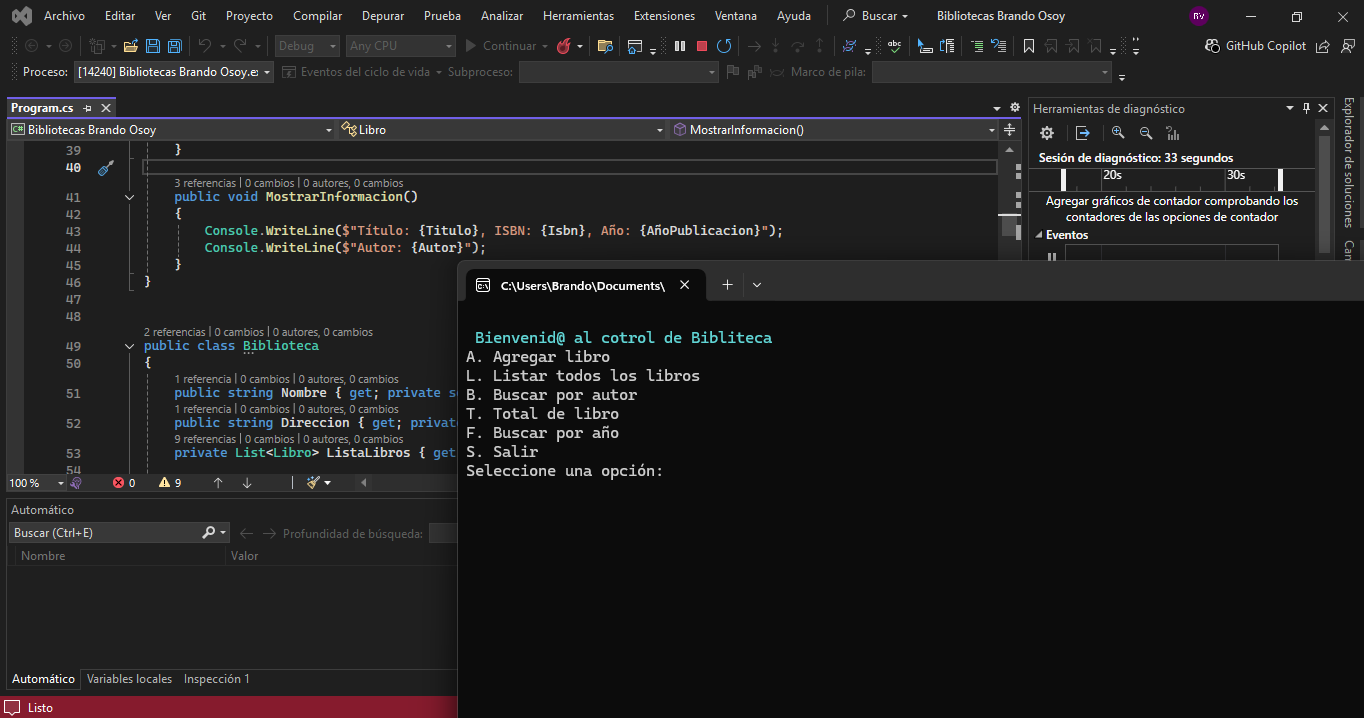 Archivo Editar Ver Git Proyecto Compilar Depurar Prueba Analizar Herramientas Extensiones Ventana Ayuda Buscar Bibliotecas Brando Osoy RV
Debug Any CPU Continuar GitHub Copilot
Proceso: [14240] Bibliotecas Brando Osoy.e Eventos del ciclo de vida Subproceso: Marco de pila:
Program.cs
Bibliotecas Brando Osoy Libro MostrarInformacion()
39 }
40
3 referencias | 0 cambios | 0 autores, 0 cambios
41 public void MostrarInformacion()
42 {
43 Console.WriteLine($"Título: {Titulo}, ISBN: {Isbn}, Año: {AñoPublicacion}");
44 Console.WriteLine($"Autor: {Autor}");
45 }
46 }
47
48
2 referencias | 0 cambios | 0 autores, 0 cambios
49 public class Biblioteca
50 {
1 referencia | 0 cambios | 0 autores, 0 cambios
51 public string Nombre { get; private s
1 referencia | 0 cambios | 0 autores, 0 cambios
52 public string Direccion { get; priva
9 referencias | 0 cambios | 0 autores, 0 cambios
53 private List<Libro> ListaLibros { get
54
100 % 0 9
Automático
Buscar (Ctrl+E) Profundidad de búsqueda:
Nombre Valor
Automático Variables locales Inspección 1
Listo
Herramientas de diagnóstico
Sesión de diagnóstico: 33 segundos
20s 30s
Agregar gráficos de contador comprobando los
contadores de las opciones de contador
Eventos
Explorador de soluciones
Cam
C:\Users\Brando\Documents\
Bienvenid@ al cotrol de Bibliteca
A. Agregar libro
L. Listar todos los libros
B. Buscar por autor
T. Total de libro
F. Buscar por año
S. Salir
Seleccione una opción: